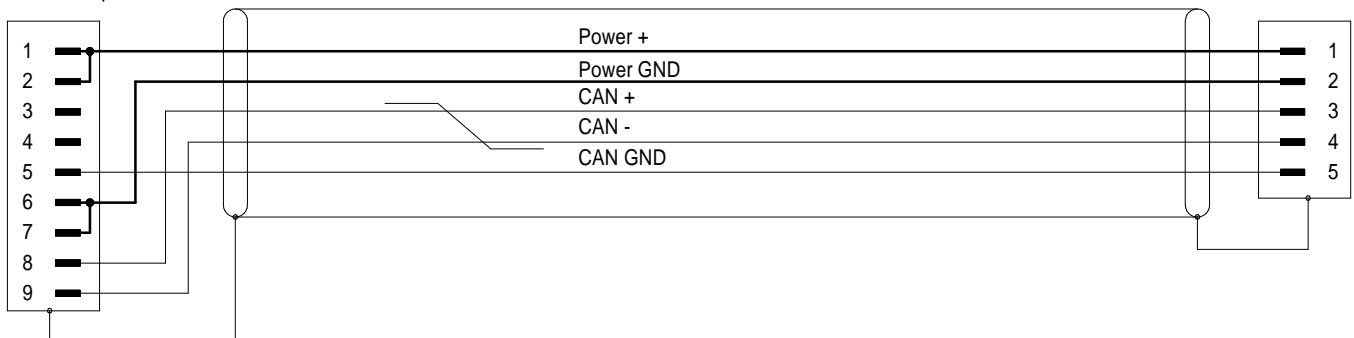 1 Power + 1
2 Power GND 2
3 CAN + 3
4 CAN - 4
5 CAN GND 5
6
7
8
9